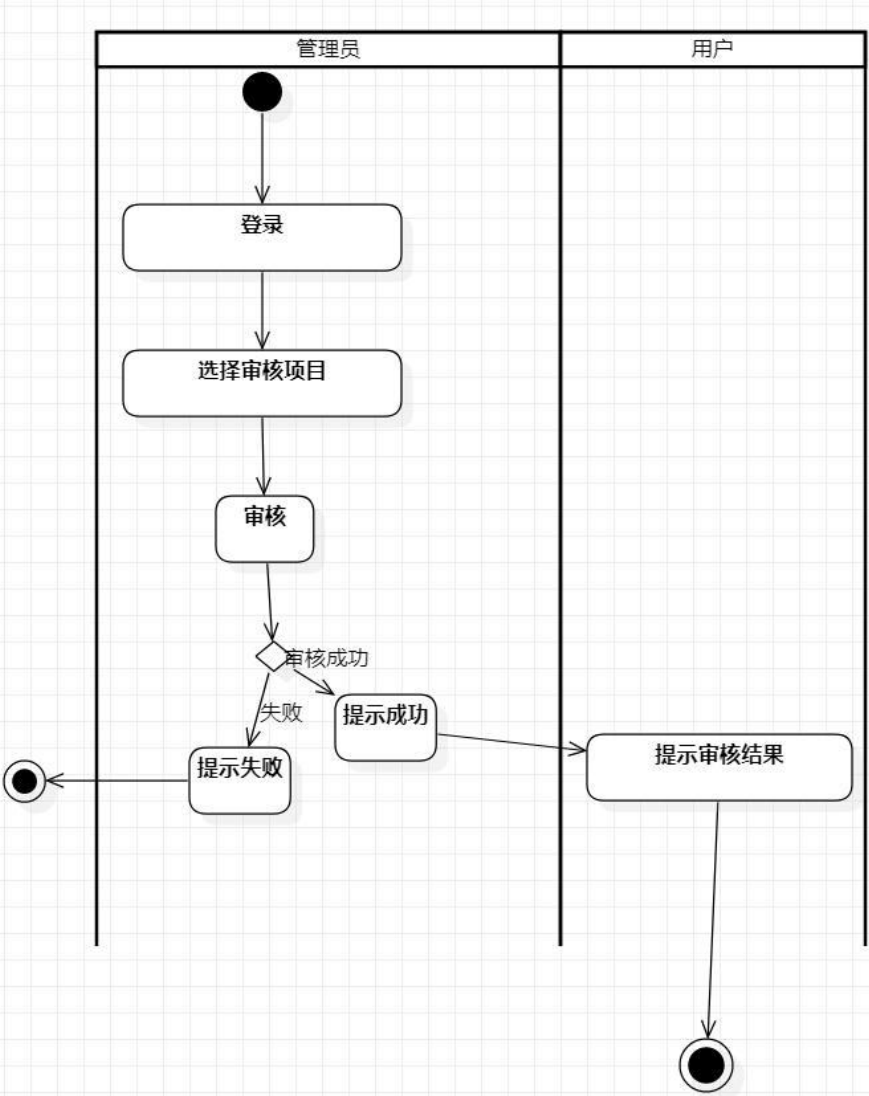 管理员
用户
登录
选择审核项目
审核
审核成功
失败
提示成功
提示失败
提示审核结果